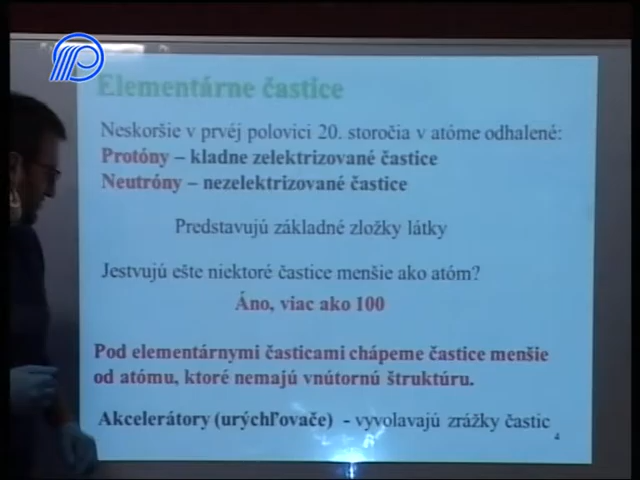 Elementárne častice
Neskoršie v prvéj polovici 20. storočia v atóme odhalené:
Protóny – kladne zelektrizované častice
Neutróny – nezelektrizované častice
Predstavujú základné zložky látky
Jestvujú ešte niektoré častice menšie ako atóm?
Áno, viac ako 100
Pod elementárnymi časticami chápeme častice menšie
od atómu, ktoré nemajú vnútornú štruktúru.
Akcelerátory (urýchľovače) - vyvolavajú zrážky častic
4